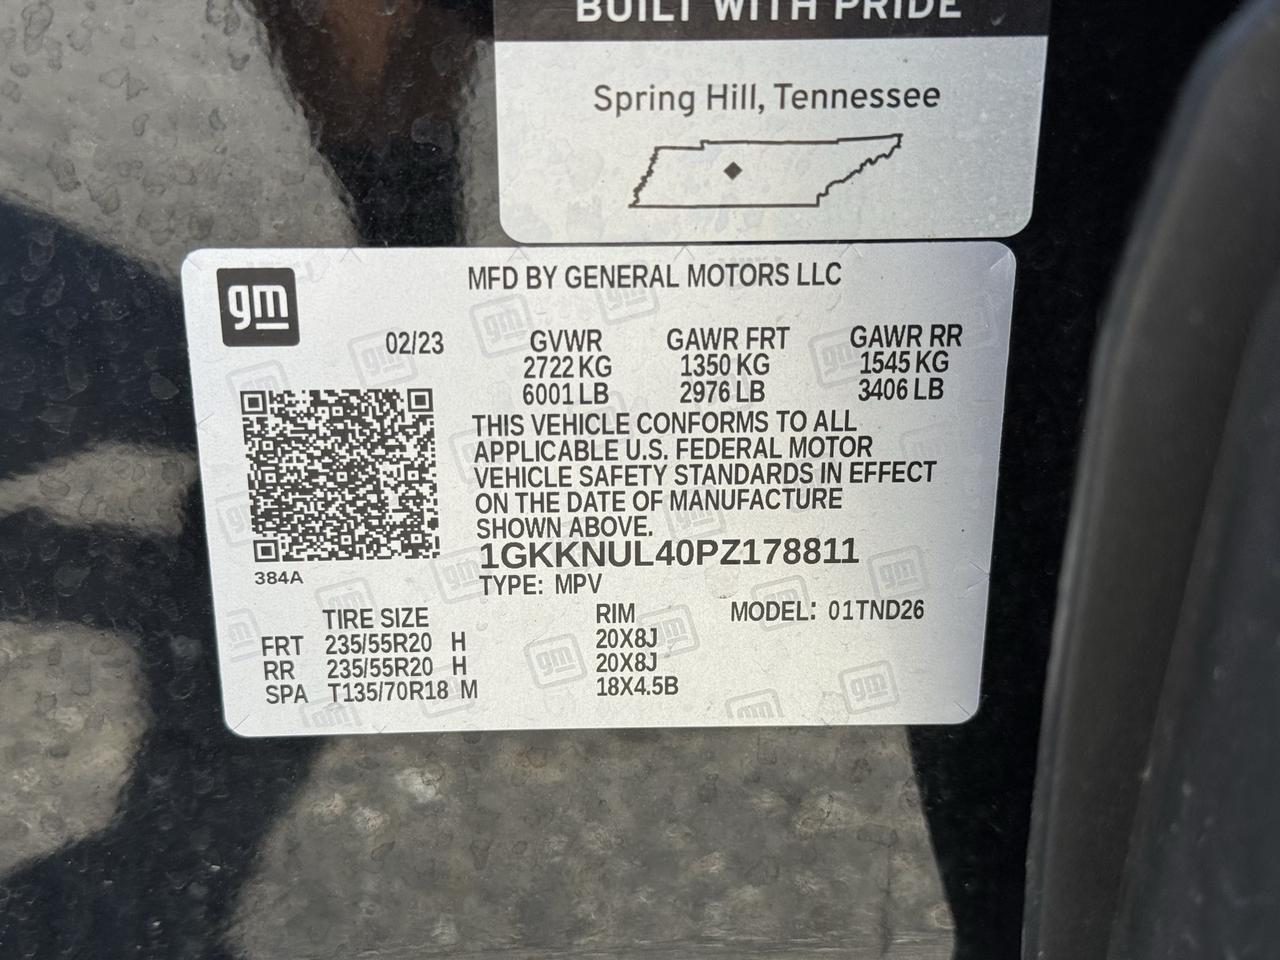 BUILT WITH PRIDE
Spring Hill, Tennessee
gm
MFD BY GENERAL MOTORS LLC
02/23 GVWR GAWR FRT GAWR RR
2722 KG 1350 KG 1545 KG
6001 LB 2976 LB 3406 LB
THIS VEHICLE CONFORMS TO ALL
APPLICABLE U.S. FEDERAL MOTOR
VEHICLE SAFETY STANDARDS IN EFFECT
ON THE DATE OF MANUFACTURE
SHOWN ABOVE.
1GKKNUL40PZ178811
384A
TYPE: MPV
TIRE SIZE RIM MODEL: 01TND26
FRT 235/55R20 H 20X8J
RR 235/55R20 H 20X8J
SPA T135/70R18 M 18X4.5B